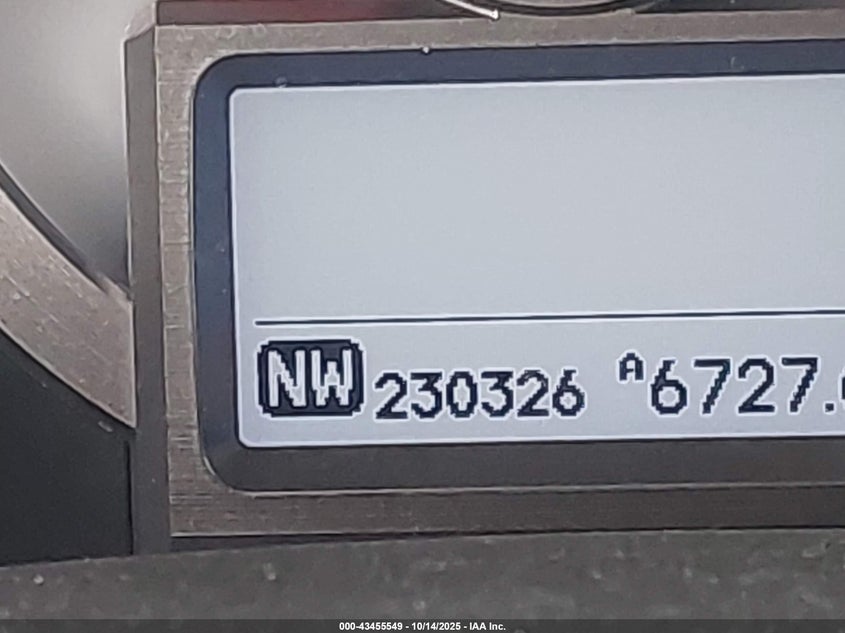 NW 230326 A6727.
000-43455549 - 10/14/2025 - IAA Inc.